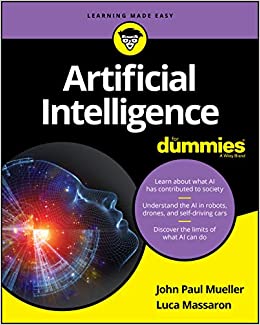 LEARNING MADE EASY
Artificial
Intelligence
for
dummies
A Wiley Brand
Learn about what AI
has contributed to society
Understand the AI in robots,
drones, and self-driving cars
Discover the limits of
what AI can do
John Paul Mueller
Luca Massaron